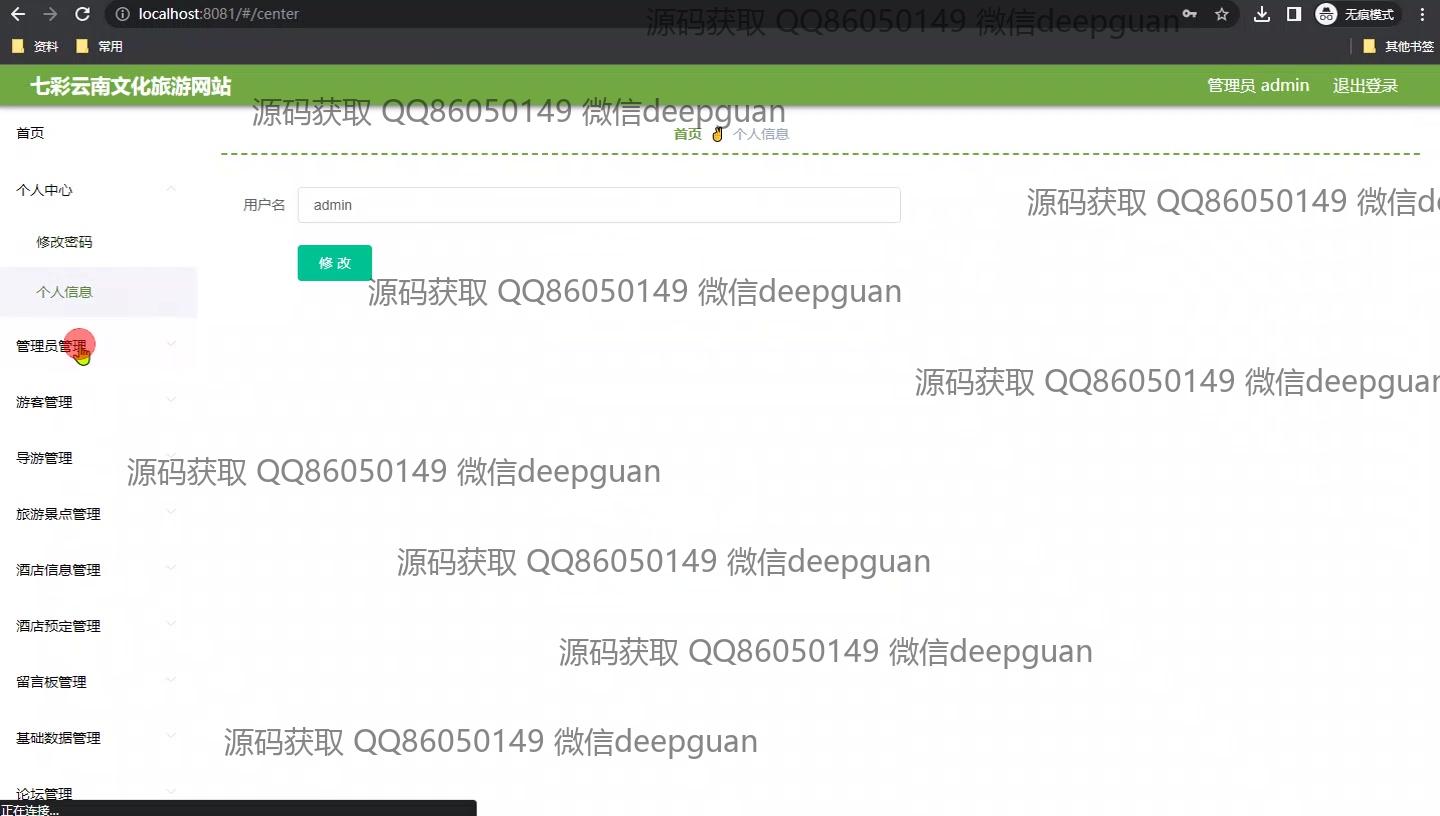 localhost:8081/#/center
无痕模式
资料
常用
其他书签
七彩云南文化旅游网站
管理员 admin
退出登录
首页
个人中心
修改密码
个人信息
管理员管理
游客管理
导游管理
旅游景点管理
酒店信息管理
酒店预定管理
留言板管理
基础数据管理
论坛管理
正在连接...
首页
个人信息
用户名
admin
修 改
源码获取 QQ86050149 微信deepguan
源码获取 QQ86050149 微信deepguan
源码获取 QQ86050149 微信de
源码获取 QQ86050149 微信deepguan
源码获取 QQ86050149 微信deepguan
源码获取 QQ86050149 微信deepguan
源码获取 QQ86050149 微信deepguan
源码获取 QQ86050149 微信deepguan
源码获取 QQ86050149 微信deepguan